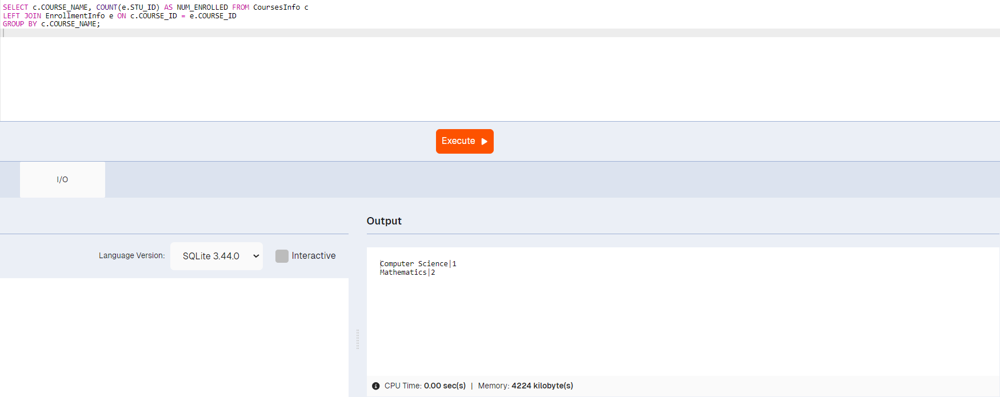 SELECT c.COURSE_NAME, COUNT(e.STU_ID) AS NUM_ENROLLED FROM CoursesInfo c
LEFT JOIN EnrollmentInfo e ON c.COURSE_ID = e.COURSE_ID
GROUP BY c.COURSE_NAME;
Execute
I/O
Output
Language Version: SQLite 3.44.0 Interactive
Computer Science|1
Mathematics|2
CPU Time: 0.00 sec(s) | Memory: 4224 kilobyte(s)